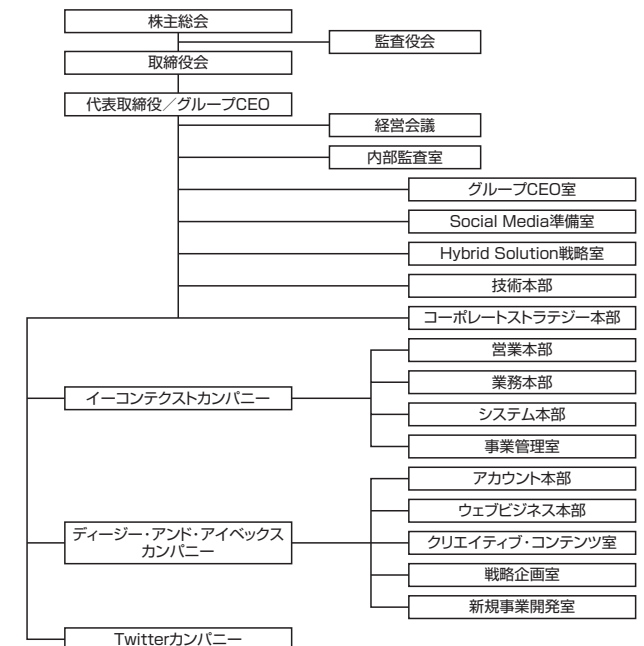 株主総会
監査役会
取締役会
代表取締役／グループCEO
経営会議
内部監査室
グループCEO室
Social Media準備室
Hybrid Solution戦略室
技術本部
コーポレートストラテジー本部
営業本部
業務本部
イーコンテクストカンパニー
システム本部
事業管理室
アカウント本部
ウェブビジネス本部
ディージー・アンド・アイベックス
カンパニー
クリエイティブ・コンテンツ室
戦略企画室
新規事業開発室
Twitterカンパニー